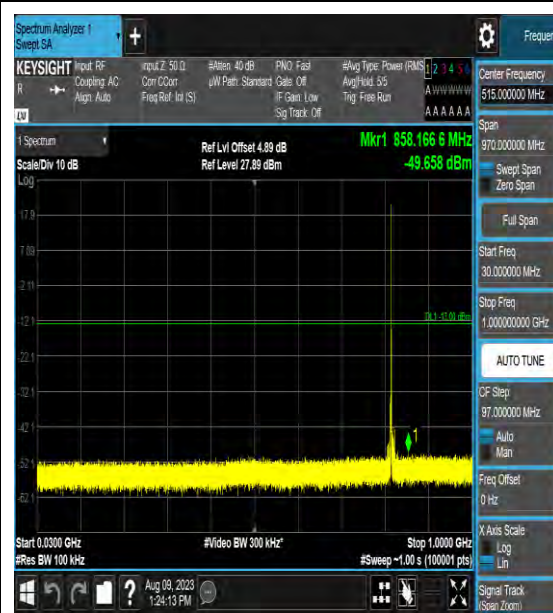 Spectrum Analyzer 1
Swept SA
Frequen
KEYSIGHT
R
Input: RF
Coupling: AC
Align: Auto
Input Z: 50 Ω
Corr CCorr
Freq Ref: Int (S)
#Atten: 40 dB
µW Path: Standard
PNO: Fast
Gate: Off
IF Gain: Low
Sig Track: Off
#Avg Type: Power (RMS
Avg|Hold: 5/5
Trig: Free Run
1 2 3 4 5 6
A W W W W W
A A A A A A
1 Spectrum
Scale/Div 10 dB
Log
Ref Lvl Offset 4.89 dB
Ref Level 27.89 dBm
Mkr1 858.166 6 MHz
-49.658 dBm
17.9
7.89
-2.11
-12.1
-22.1
-32.1
-42.1
-52.1
-62.1
DL1 -13.00 dBm
1
Start 0.0300 GHz
#Video BW 300 kHz*
Stop 1.0000 GHz
#Res BW 100 kHz
#Sweep ~1.00 s (100001 pts)
Aug 09, 2023
1:24:13 PM
Center Frequency
515.000000 MHz
Span
970.000000 MHz
Swept Span
Zero Span
Full Span
Start Freq
30.000000 MHz
Stop Freq
1.000000000 GHz
AUTO TUNE
CF Step
97.000000 MHz
Auto
Man
Freq Offset
0 Hz
X Axis Scale
Log
Lin
Signal Track
(Span Zoom)